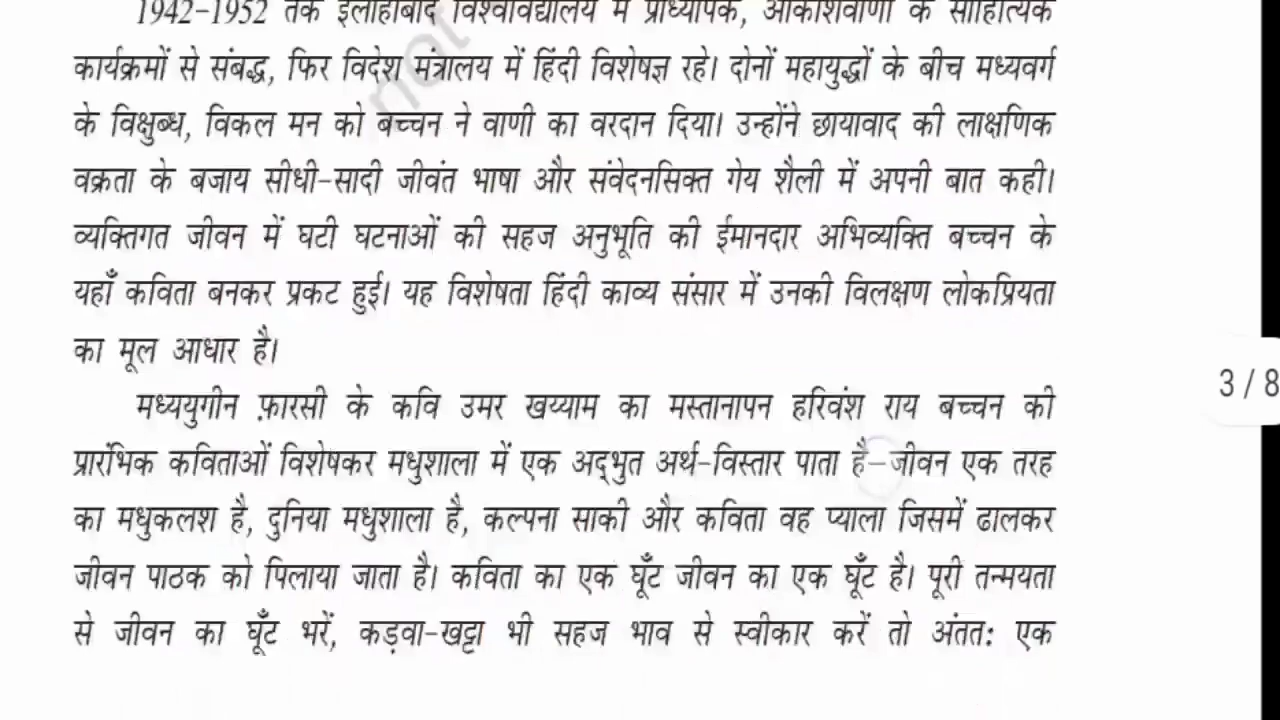 1942-1952 तक इलाहाबाद विश्वविद्यालय में प्राध्यापक, आकाशवाणी के साहित्यिक
कार्यक्रमों से संबद्ध, फिर विदेश मंत्रालय में हिंदी विशेषज्ञ रहे। दोनों महायुद्धों के बीच मध्यवर्ग
के विक्षुब्ध, विकल मन को बच्चन ने वाणी का वरदान दिया। उन्होंने छायावाद की लाक्षणिक
वक्रता के बजाय सीधी-सादी जीवंत भाषा और संवेदनसिक्त गेय शैली में अपनी बात कही।
व्यक्तिगत जीवन में घटी घटनाओं की सहज अनुभूति की ईमानदार अभिव्यक्ति बच्चन के
यहाँ कविता बनकर प्रकट हुई। यह विशेषता हिंदी काव्य संसार में उनकी विलक्षण लोकप्रियता
का मूल आधार है।
मध्ययुगीन फ़ारसी के कवि उमर खय्याम का मस्तानापन हरिवंश राय बच्चन की
प्रारंभिक कविताओं विशेषकर मधुशाला में एक अद्भुत अर्थ-विस्तार पाता है–जीवन एक तरह
का मधुकलश है, दुनिया मधुशाला है, कल्पना साकी और कविता वह प्याला जिसमें ढालकर
जीवन पाठक को पिलाया जाता है। कविता का एक घूँट जीवन का एक घूँट है। पूरी तन्मयता
से जीवन का घूँट भरें, कड़वा-खट्टा भी सहज भाव से स्वीकार करें तो अंततः एक
not
3 / 8